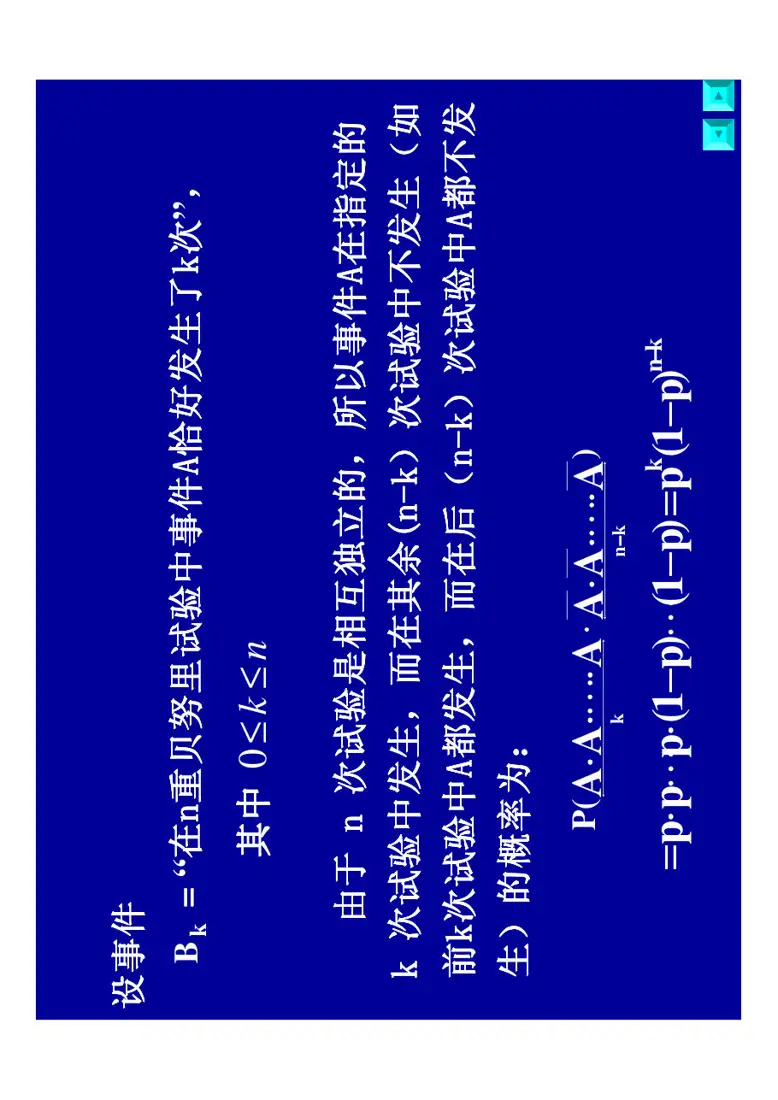 设事件
B_k = “在n重贝努里试验中事件A恰好发生了k次”,
其中 0≤k≤n
由于 n 次试验是相互独立的，所以事件A在指定的
k 次试验中发生，而在其余(n-k）次试验中不发生（如
前k次试验中A都发生，而在后（n-k）次试验中A都不发
生）的概率为：
P(A·A·…·A·A̅·A̅·…·A̅)
k n-k
=p·p··p·(1-p)··(1-p)=p^k(1-p)^{n-k}